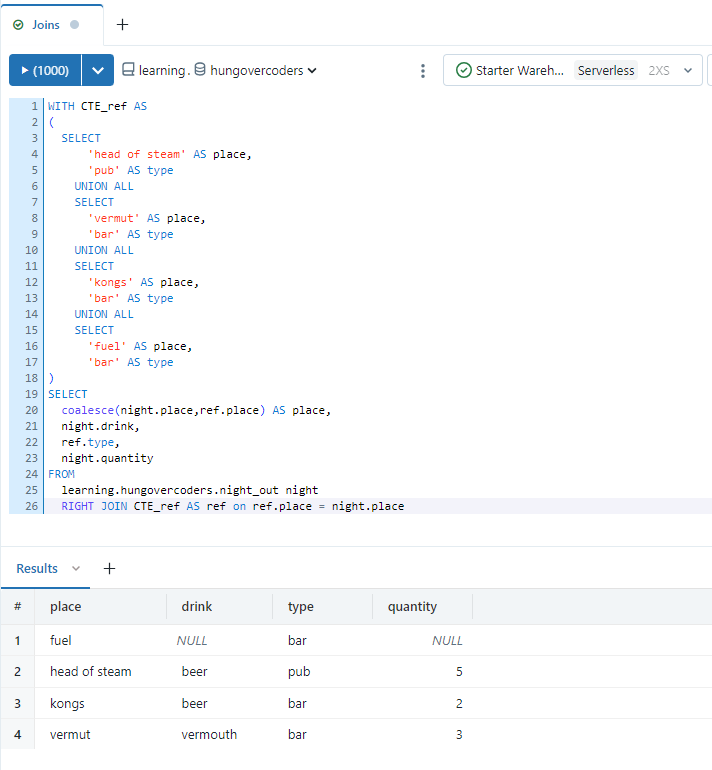 Joins
(1000) learning. hungovercoders Starter Wareh... Serverless 2XS
1 WITH CTE_ref AS
2 (
3 SELECT
4 'head of steam' AS place,
5 'pub' AS type
6 UNION ALL
7 SELECT
8 'vermut' AS place,
9 'bar' AS type
10 UNION ALL
11 SELECT
12 'kongs' AS place,
13 'bar' AS type
14 UNION ALL
15 SELECT
16 'fuel' AS place,
17 'bar' AS type
18 )
19 SELECT
20 coalesce(night.place,ref.place) AS place,
21 night.drink,
22 ref.type,
23 night.quantity
24 FROM
25 learning.hungovercoders.night_out night
26 RIGHT JOIN CTE_ref AS ref on ref.place = night.place
Results
# place drink type quantity
1 fuel NULL bar NULL
2 head of steam beer pub 5
3 kongs beer bar 2
4 vermut vermouth bar 3